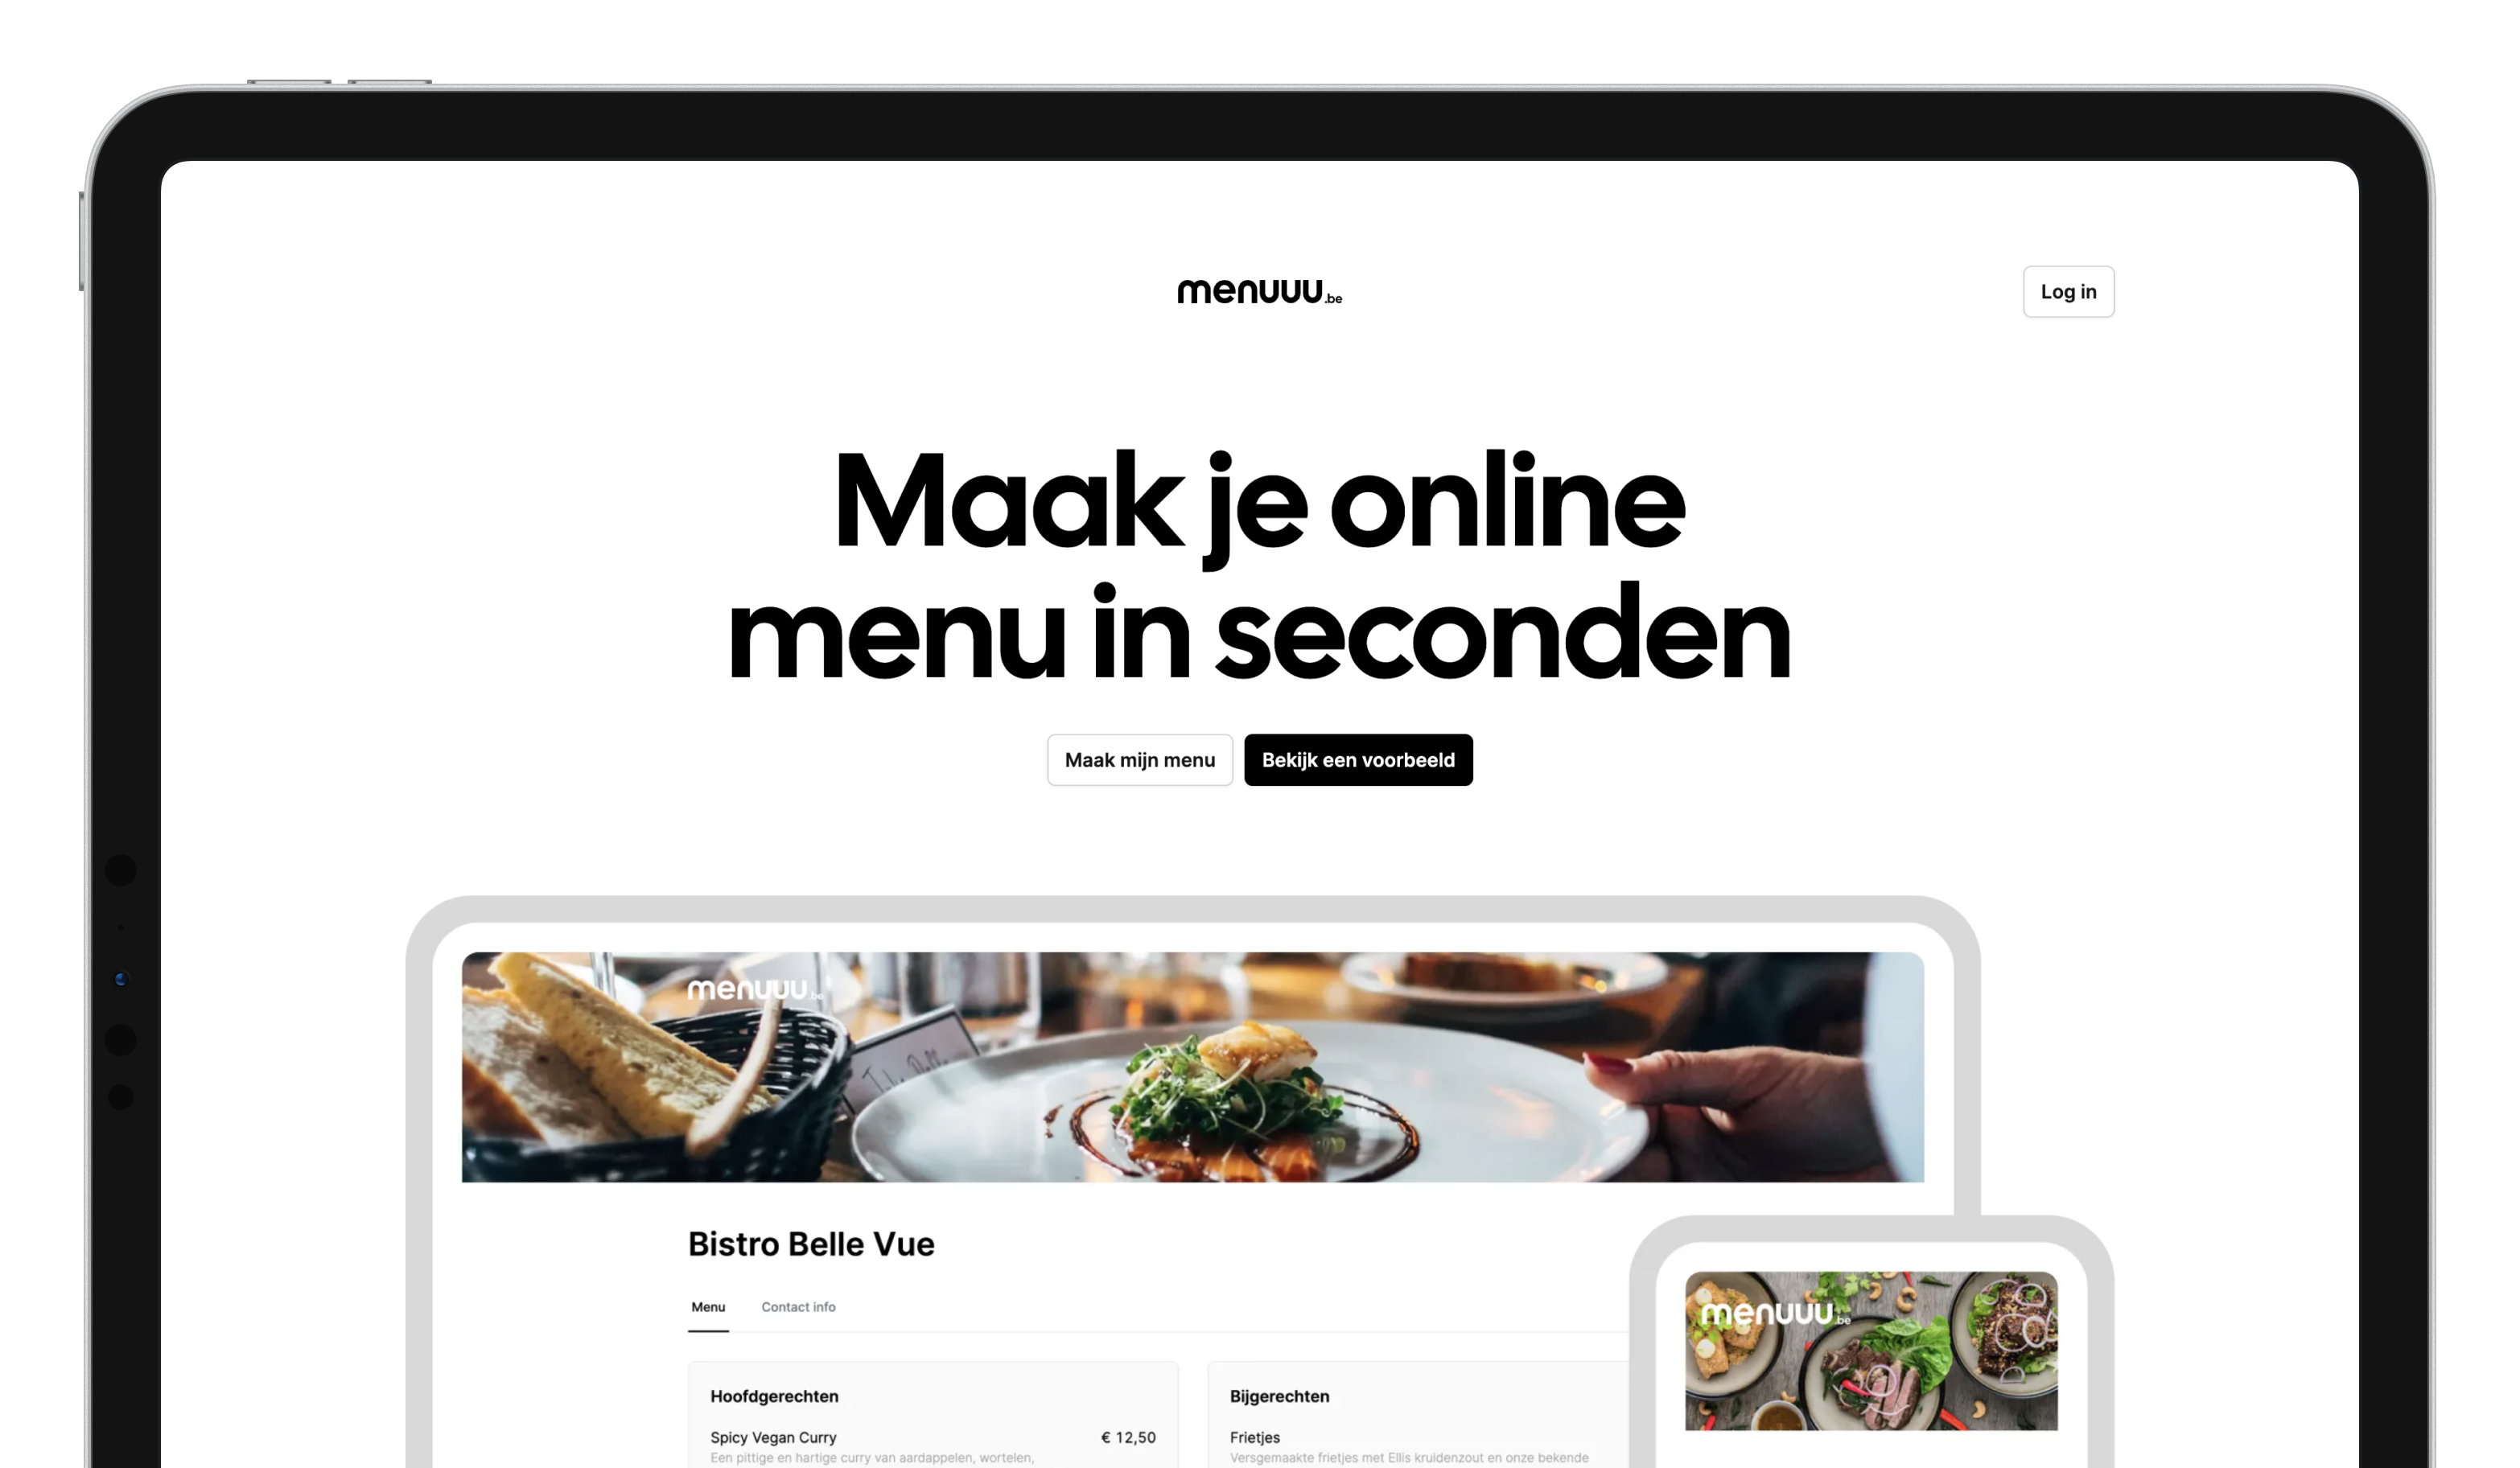 menuuu.be
Log in
Maak je online
menu in seconden
Maak mijn menu
Bekijk een voorbeeld
menuuu.be
Bistro Belle Vue
Menu
Contact info
menuuu.be
Hoofdgerechten
Spicy Vegan Curry € 12,50
Een pittige en hartige curry van aardappelen, wortelen,
Bijgerechten
Frietjes
Versgemaakte frietjes met Ellis kruidenzout en onze bekende